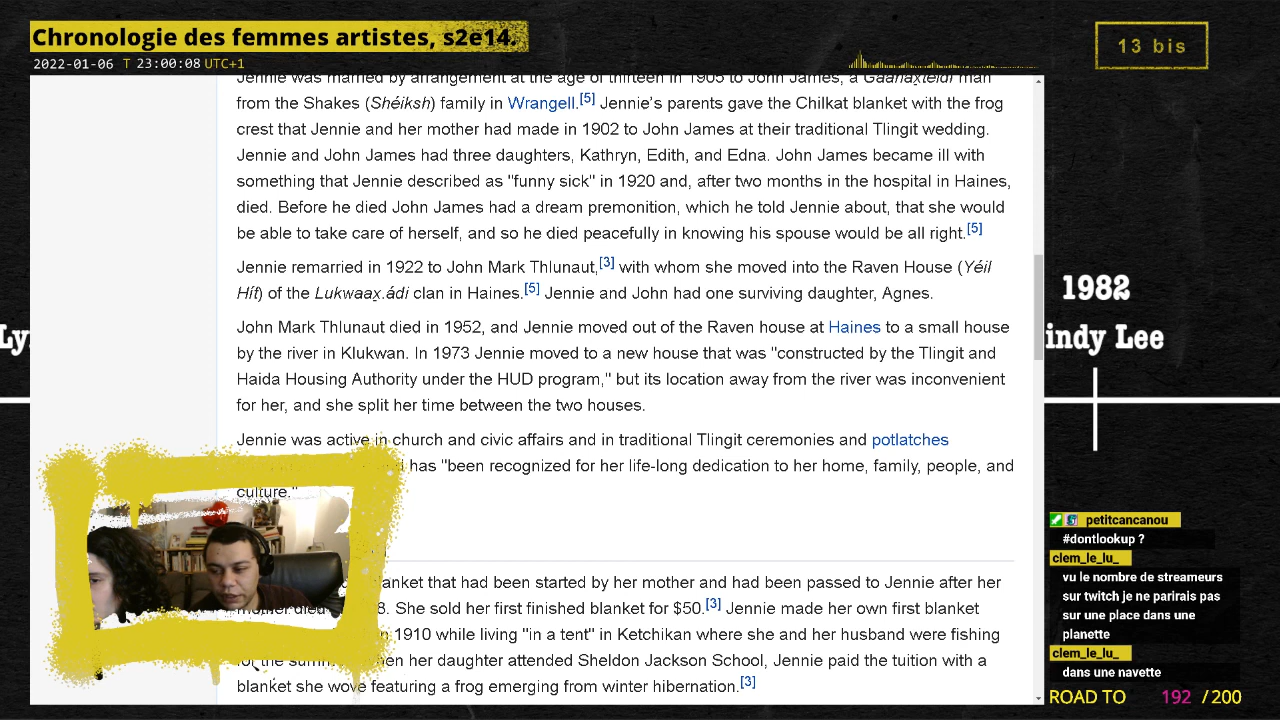 Chronologie des femmes artistes, s2e14.
2022-01-06 T 23:00:08 UTC+1
13 bis
Jennie was married by arrangement at the age of thirteen in 1905 to John James, a Gaanax̱teidí man
from the Shakes (Shéiksh) family in Wrangell.[5] Jennie's parents gave the Chilkat blanket with the frog
crest that Jennie and her mother had made in 1902 to John James at their traditional Tlingit wedding.
Jennie and John James had three daughters, Kathryn, Edith, and Edna. John James became ill with
something that Jennie described as "funny sick" in 1920 and, after two months in the hospital in Haines,
died. Before he died John James had a dream premonition, which he told Jennie about, that she would
be able to take care of herself, and so he died peacefully in knowing his spouse would be all right.[5]
Jennie remarried in 1922 to John Mark Thlunaut,[3] with whom she moved into the Raven House (Yéil
Hít) of the Lukwaax̱.ádi clan in Haines.[5] Jennie and John had one surviving daughter, Agnes.
John Mark Thlunaut died in 1952, and Jennie moved out of the Raven house at Haines to a small house
by the river in Klukwan. In 1973 Jennie moved to a new house that was "constructed by the Tlingit and
Haida Housing Authority under the HUD program," but its location away from the river was inconvenient
for her, and she split her time between the two houses.
Jennie was active in church and civic affairs and in traditional Tlingit ceremonies and potlatches
has "been recognized for her life-long dedication to her home, family, people, and
culture."
blanket that had been started by her mother and had been passed to Jennie after her
mother died 8. She sold her first finished blanket for $50.[3] Jennie made her own first blanket
n 1910 while living "in a tent" in Ketchikan where she and her husband were fishing
for the summ en her daughter attended Sheldon Jackson School, Jennie paid the tuition with a
blanket she wove featuring a frog emerging from winter hibernation.[3]
Ly
1982
indy Lee
petitcancanou
#dontlookup ?
clem_le_lu_
vu le nombre de streameurs
sur twitch je ne parirais pas
sur une place dans une
planette
clem_le_lu_
dans une navette
ROAD TO 192 / 200